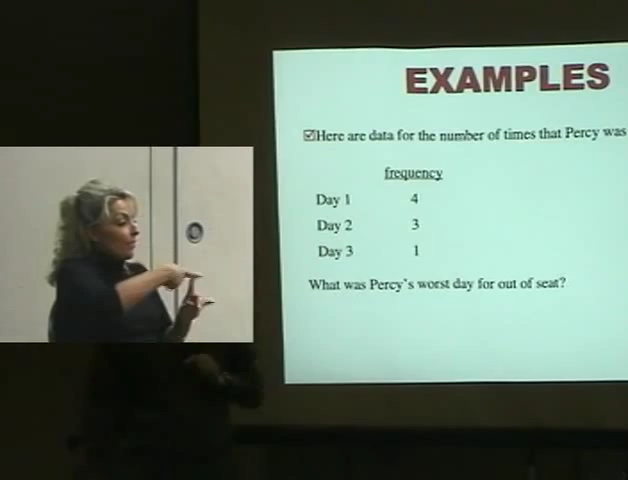 EXAMPLES
☑Here are data for the number of times that Percy was
frequency
Day 1 4
Day 2 3
Day 3 1
What was Percy's worst day for out of seat?